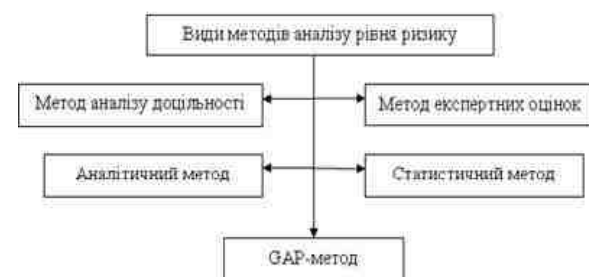 Види методів аналізу рівня ризику
Метод аналізу доцільності
Метод експертних оцінок
Аналітичний метод
Статистичний метод
GAP-метод